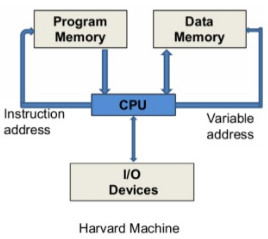 Program
Memory
Data
Memory
CPU
Instruction
address
Variable
address
I/O
Devices
Harvard Machine